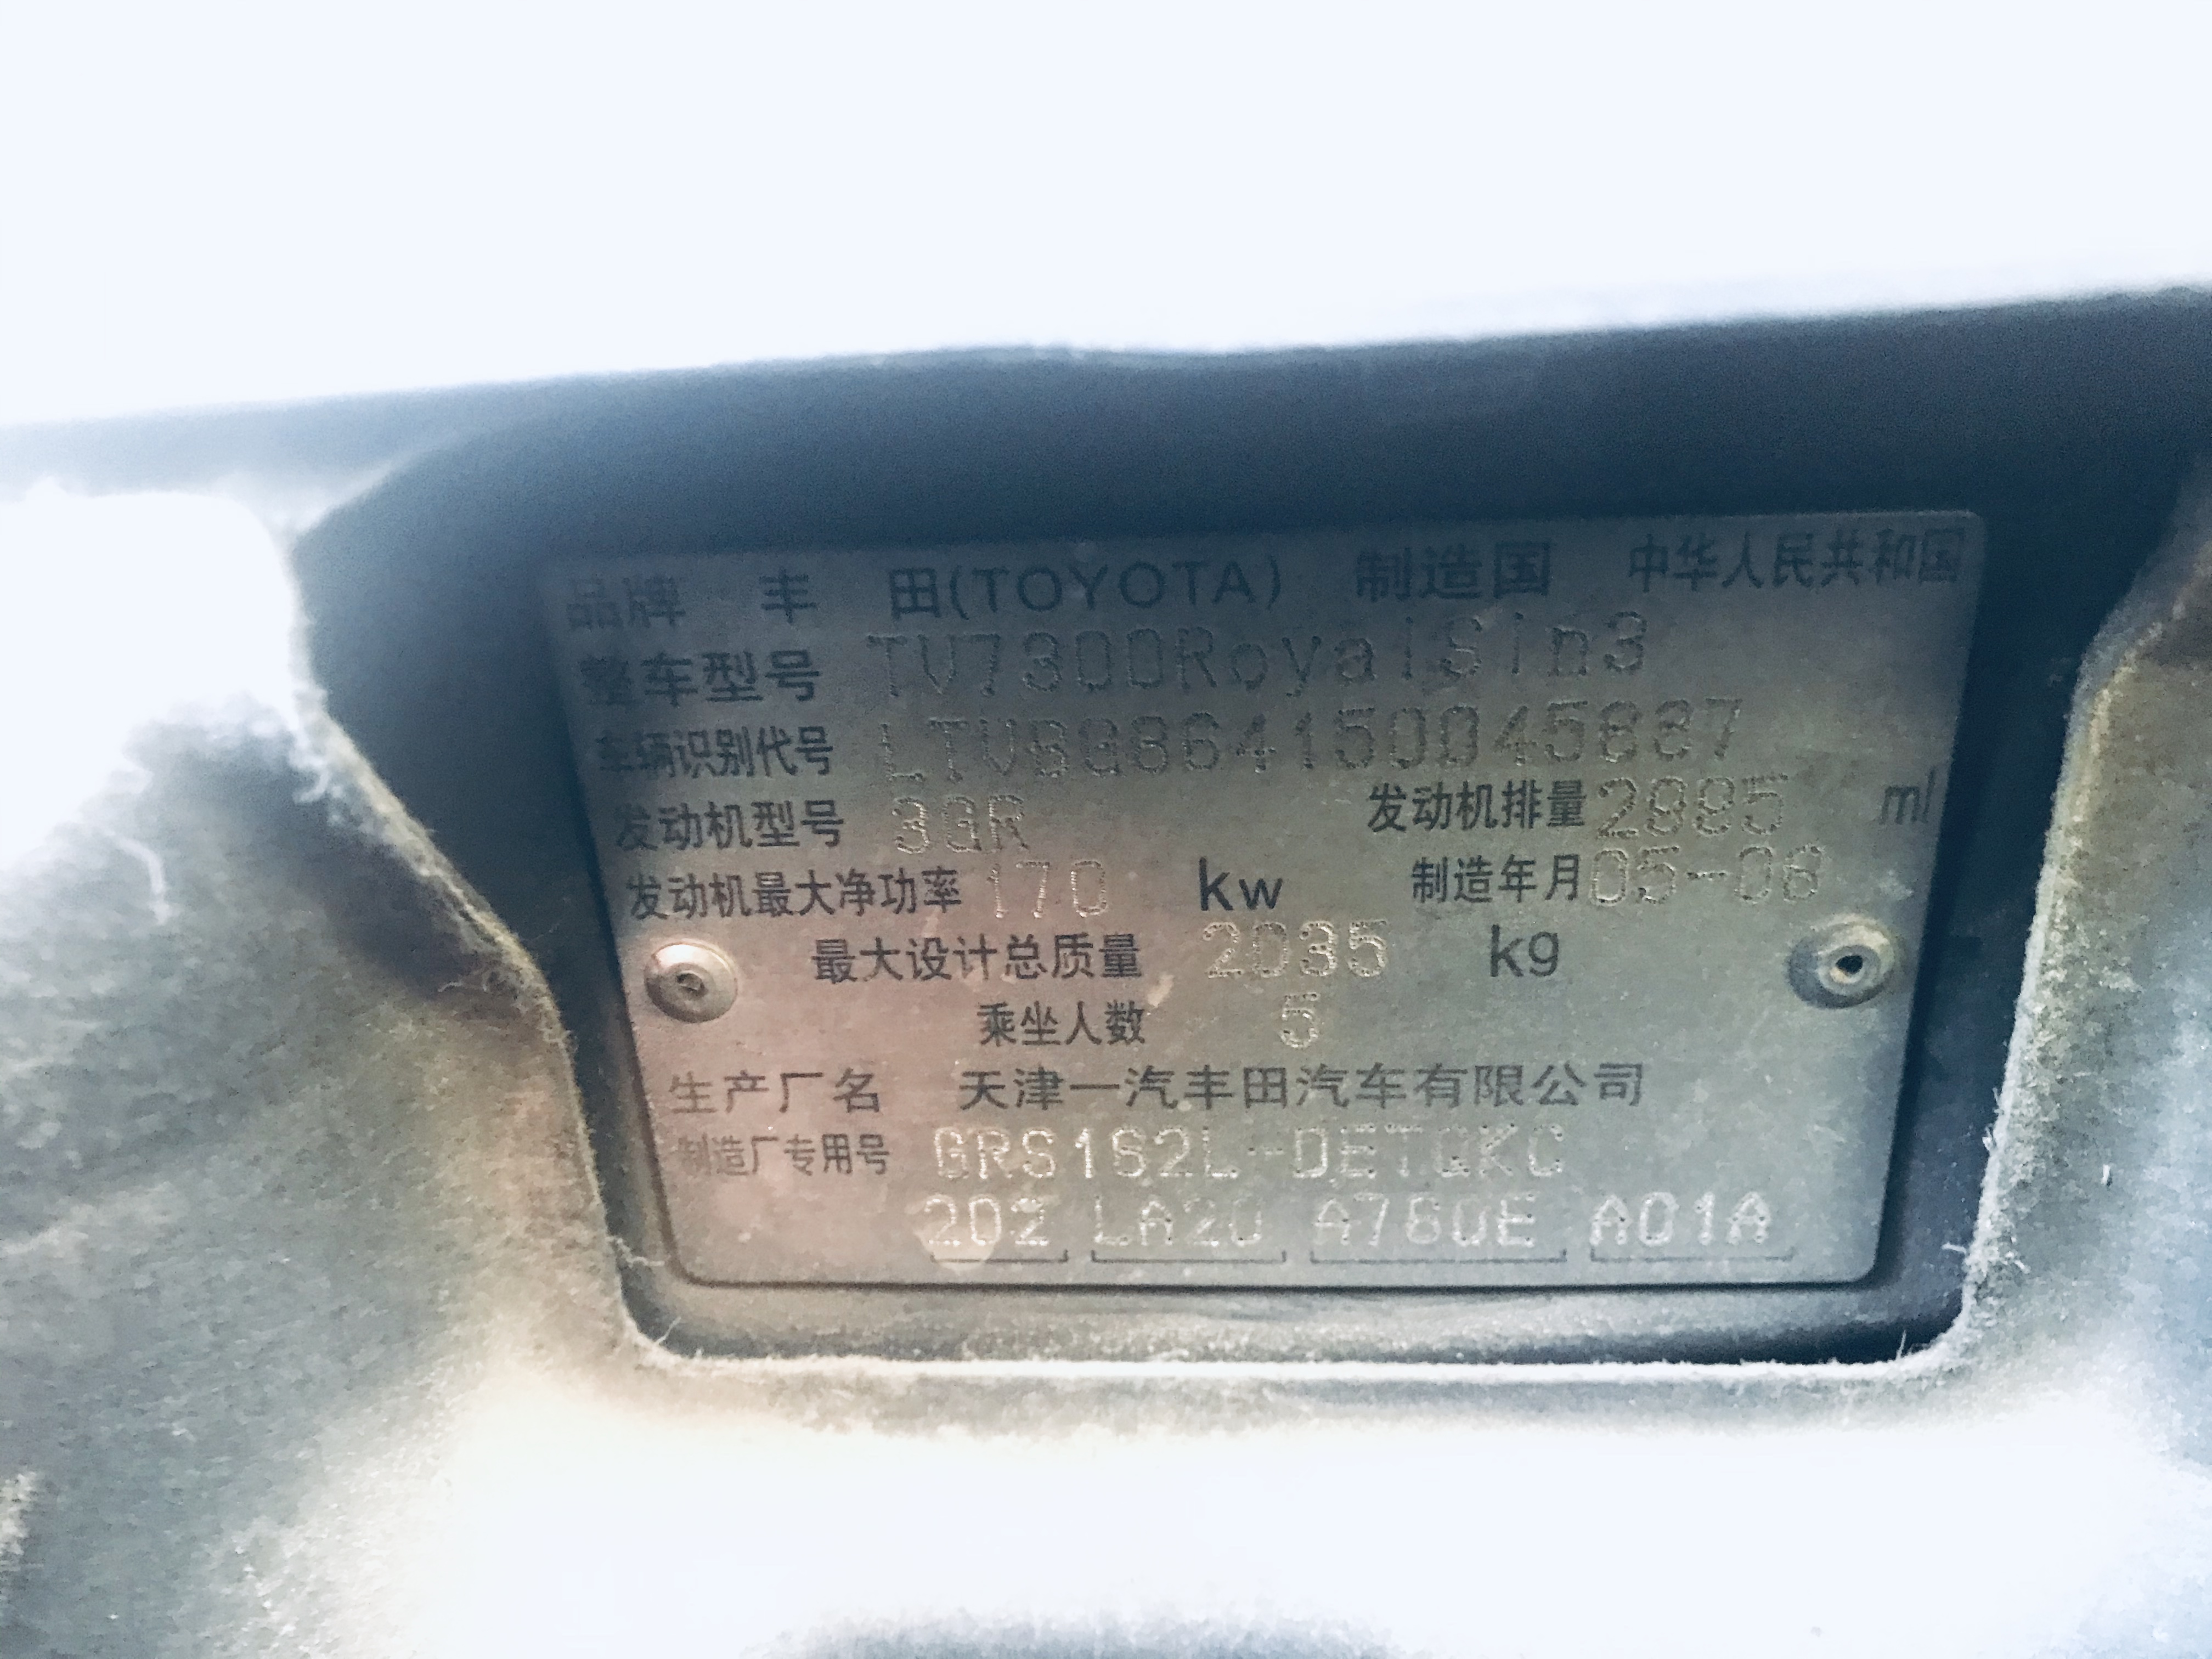 品牌 丰 田(TOYOTA) 制造国 中华人民共和国
整车型号 TV7300RoyalSln3
车辆识别代号 LTVBG864150045887
发动机型号 3GR 发动机排量 2995 ml
发动机最大净功率 170 kw 制造年月 05-08
最大设计总质量 2035 kg
乘坐人数 5
生产厂名 天津一汽丰田汽车有限公司
制造厂专用号 GRS182L-DETQKC
202 LA20 A760E A01A